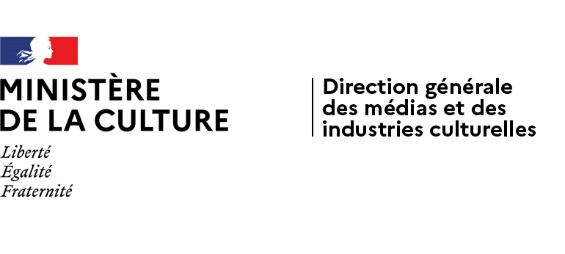 MINISTÈRE
DE LA CULTURE
Liberté
Égalité
Fraternité
Direction générale
des médias et des
industries culturelles